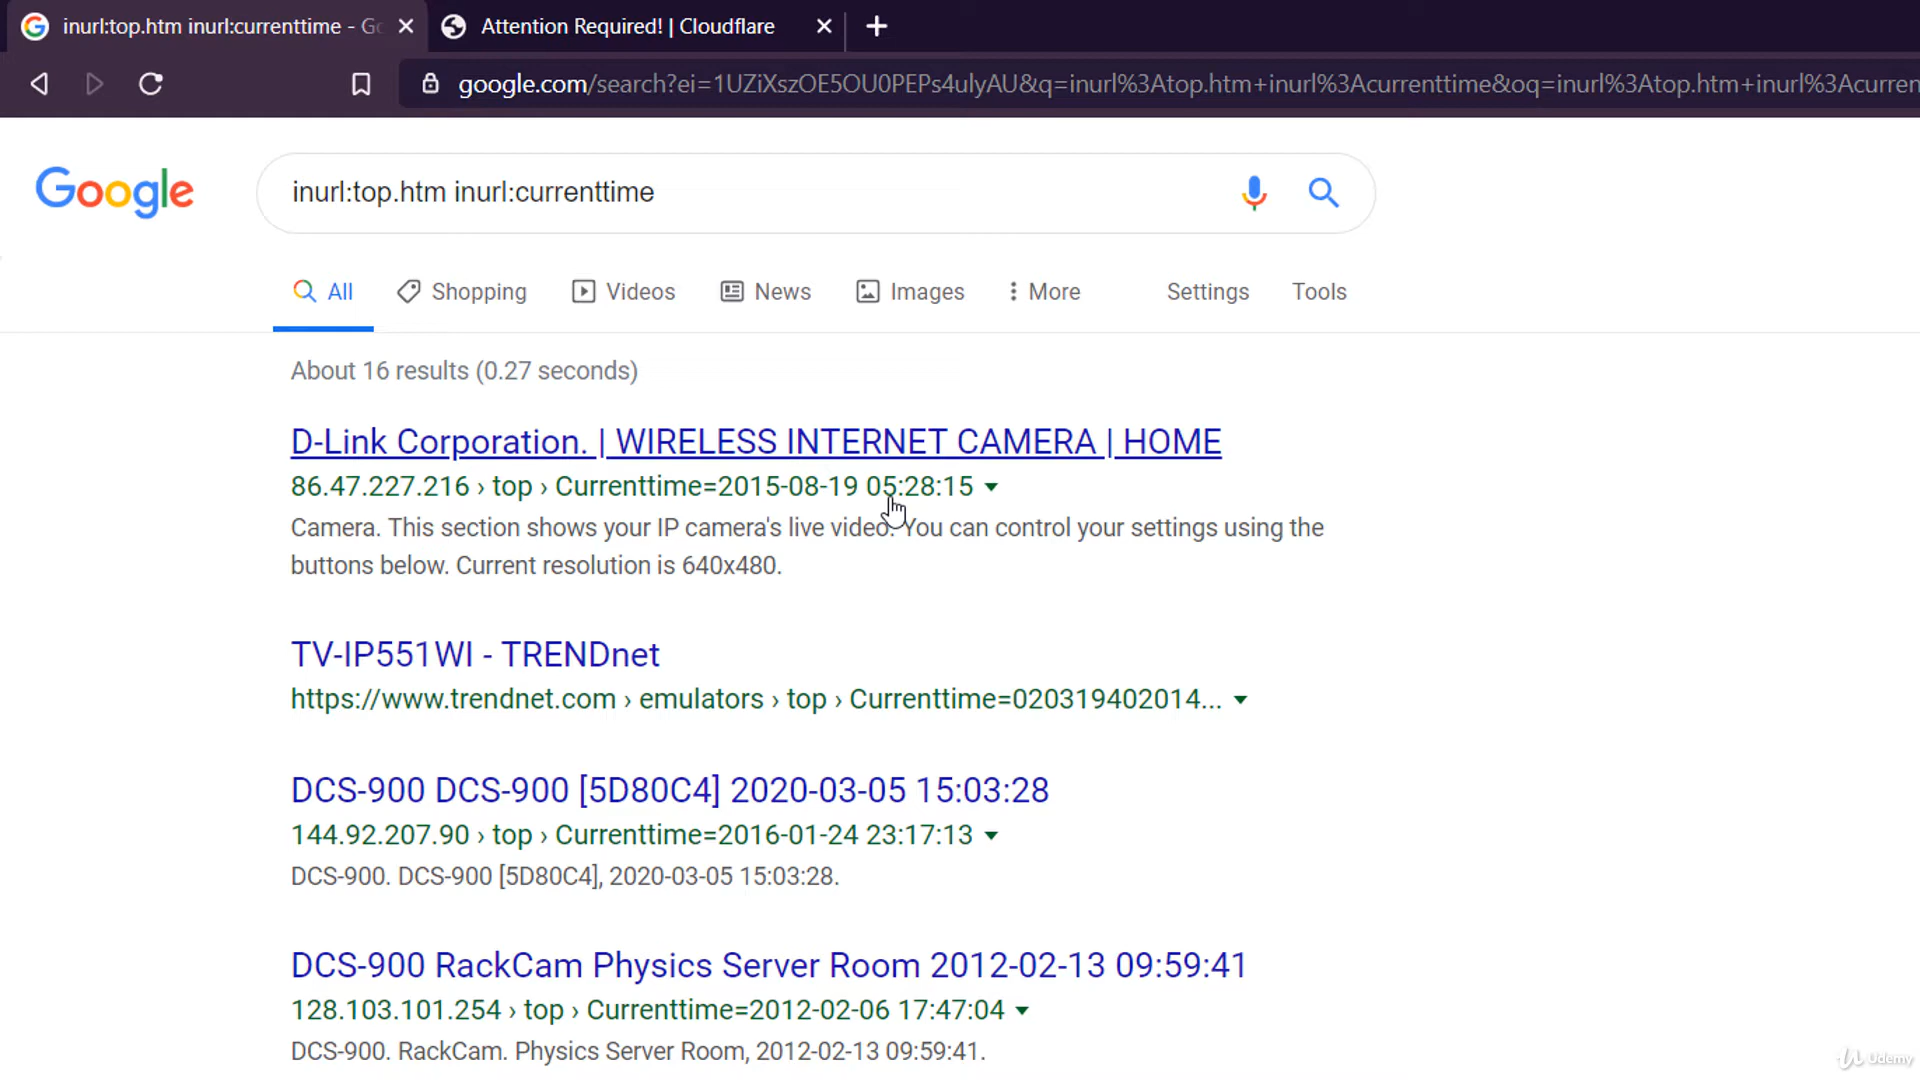 inurl:top.htm inurl:currenttime - Go
Attention Required! | Cloudflare
google.com/search?ei=1UZiXszOE5OU0PEPs4ulyAU&q=inurl%3Atop.htm+inurl%3Acurrenttime&oq=inurl%3Atop.htm+inurl%3Acurren
Google
inurl:top.htm inurl:currenttime
All Shopping Videos News Images More Settings Tools
About 16 results (0.27 seconds)
D-Link Corporation. | WIRELESS INTERNET CAMERA | HOME
86.47.227.216 › top › Currenttime=2015-08-19 05:28:15
Camera. This section shows your IP camera's live video. You can control your settings using the
buttons below. Current resolution is 640x480.
TV-IP551WI - TRENDnet
https://www.trendnet.com › emulators › top › Currenttime=020319402014...
DCS-900 DCS-900 [5D80C4] 2020-03-05 15:03:28
144.92.207.90 › top › Currenttime=2016-01-24 23:17:13
DCS-900. DCS-900 [5D80C4], 2020-03-05 15:03:28.
DCS-900 RackCam Physics Server Room 2012-02-13 09:59:41
128.103.101.254 › top › Currenttime=2012-02-06 17:47:04
DCS-900. RackCam. Physics Server Room, 2012-02-13 09:59:41.
Udemy